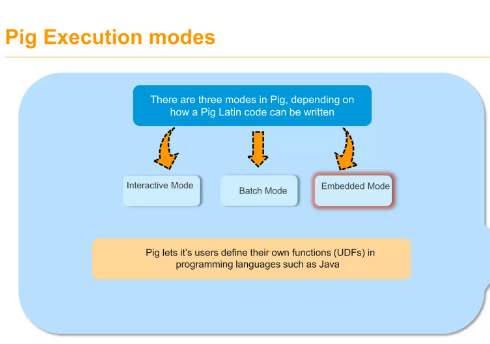 Pig Execution modes
There are three modes in Pig, depending on
how a Pig Latin code can be written
Interactive Mode
Batch Mode
Embedded Mode
Pig lets it's users define their own functions (UDFs) in
programming languages such as Java